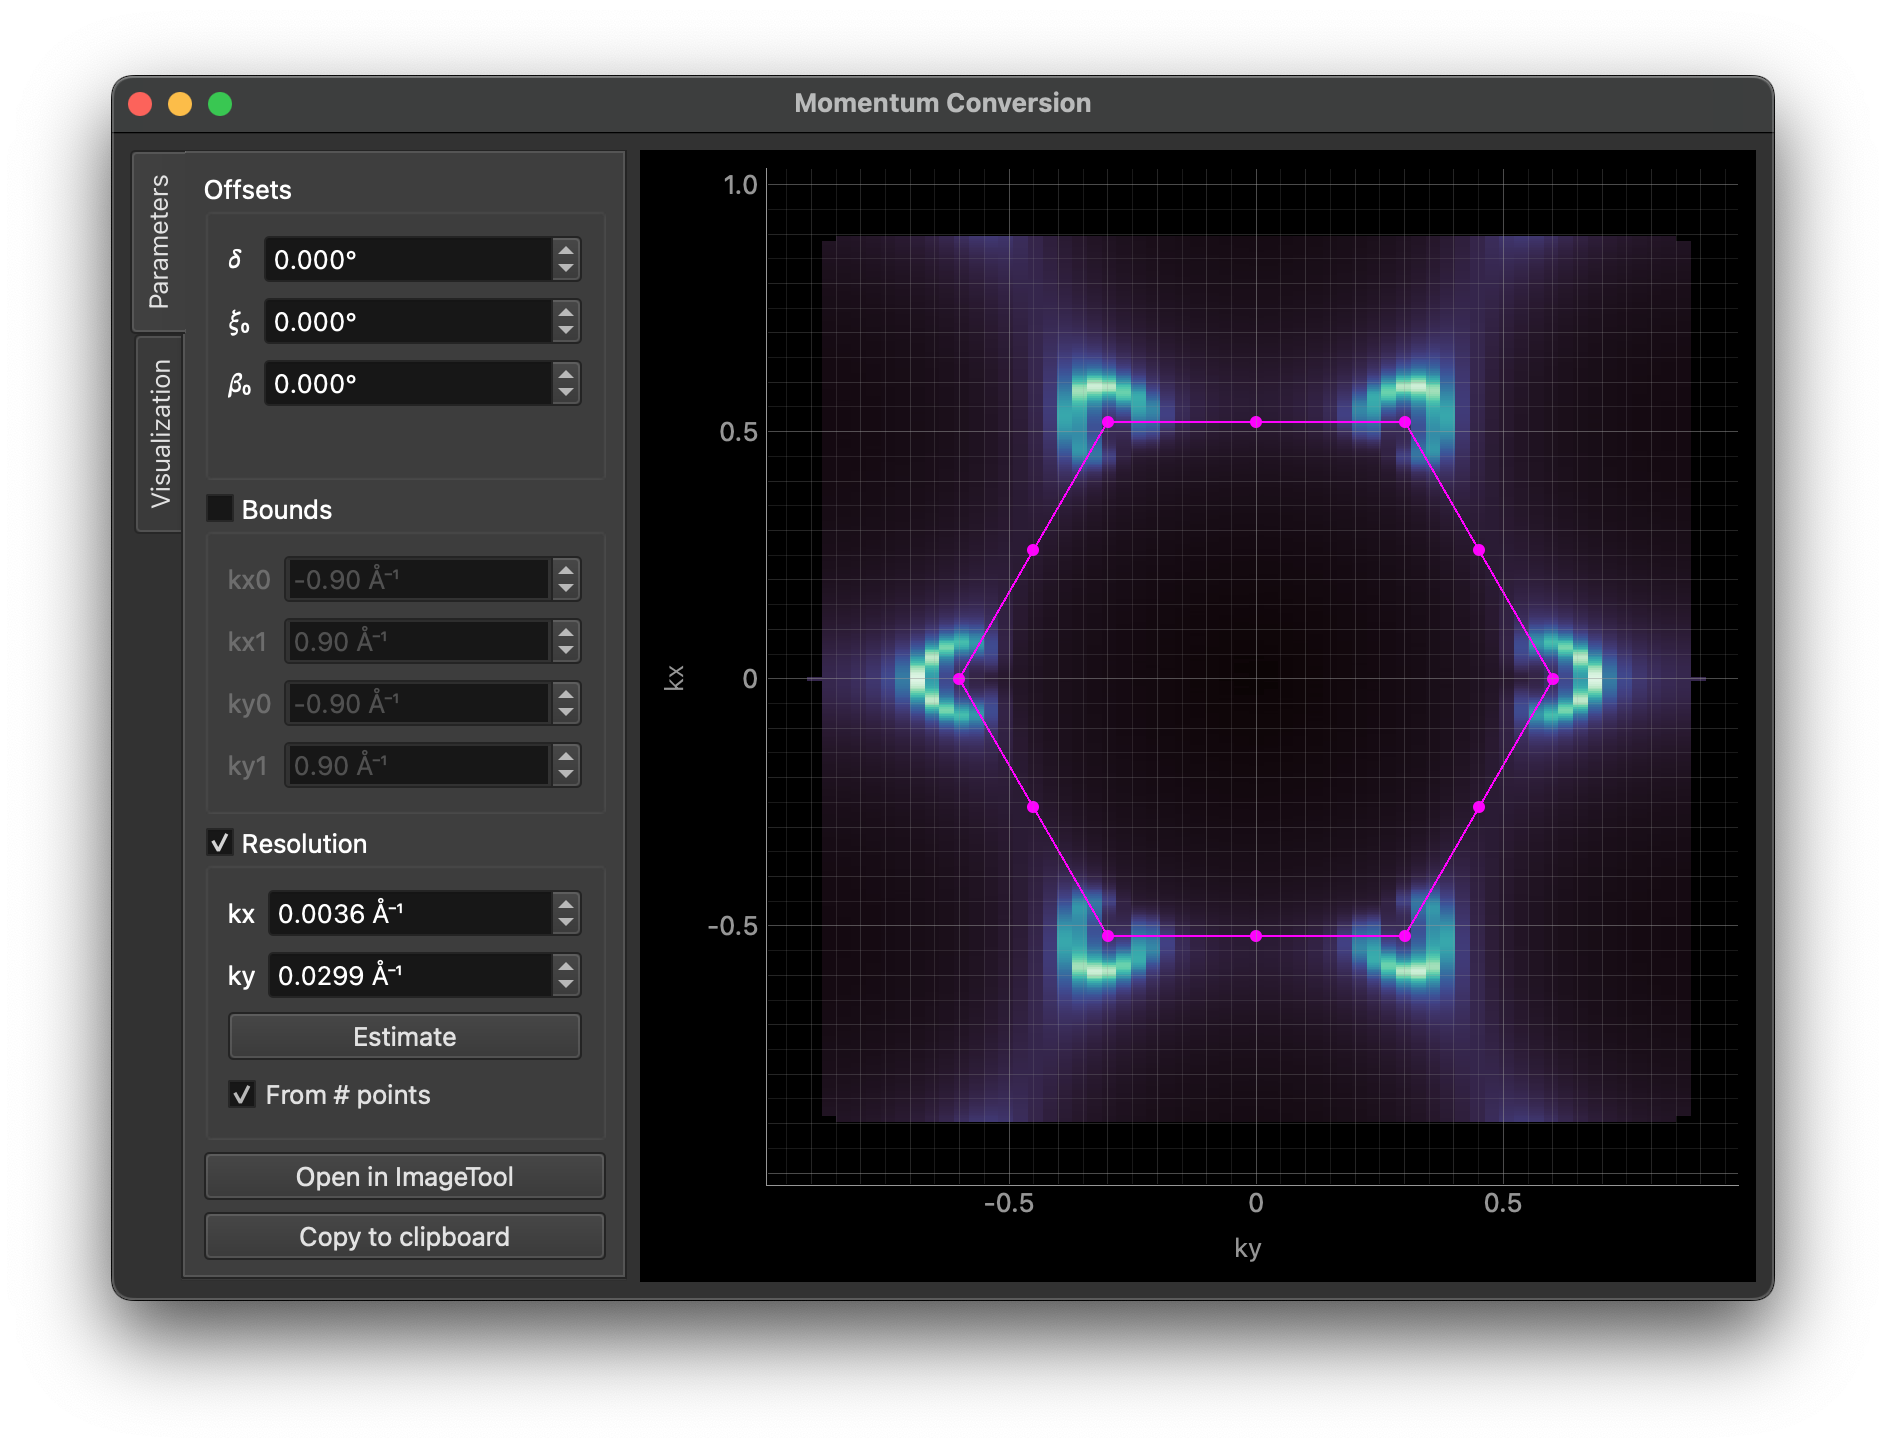 Momentum Conversion
Parameters
Visualization
Offsets
δ 0.000°
ξ₀ 0.000°
β₀ 0.000°
Bounds
kx0 -0.90 Å⁻¹
kx1 0.90 Å⁻¹
ky0 -0.90 Å⁻¹
ky1 0.90 Å⁻¹
Resolution
kx 0.0036 Å⁻¹
ky 0.0299 Å⁻¹
Estimate
From # points
Open in ImageTool
Copy to clipboard
1.0
0.5
0
-0.5
kx
-0.5 0 0.5
ky